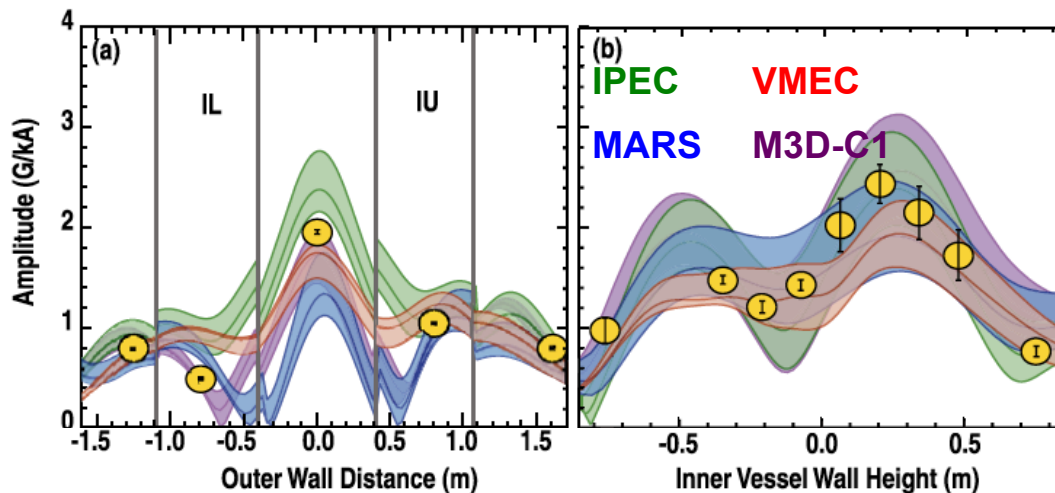 (a)
IL
IU
Amplitude (G/kA)
4
3
2
1
0
-1.5
-1.0
-0.5
0.0
0.5
1.0
1.5
Outer Wall Distance (m)
(b)
IPEC VMEC
MARS M3D-C1
-0.5
0.0
0.5
Inner Vessel Wall Height (m)